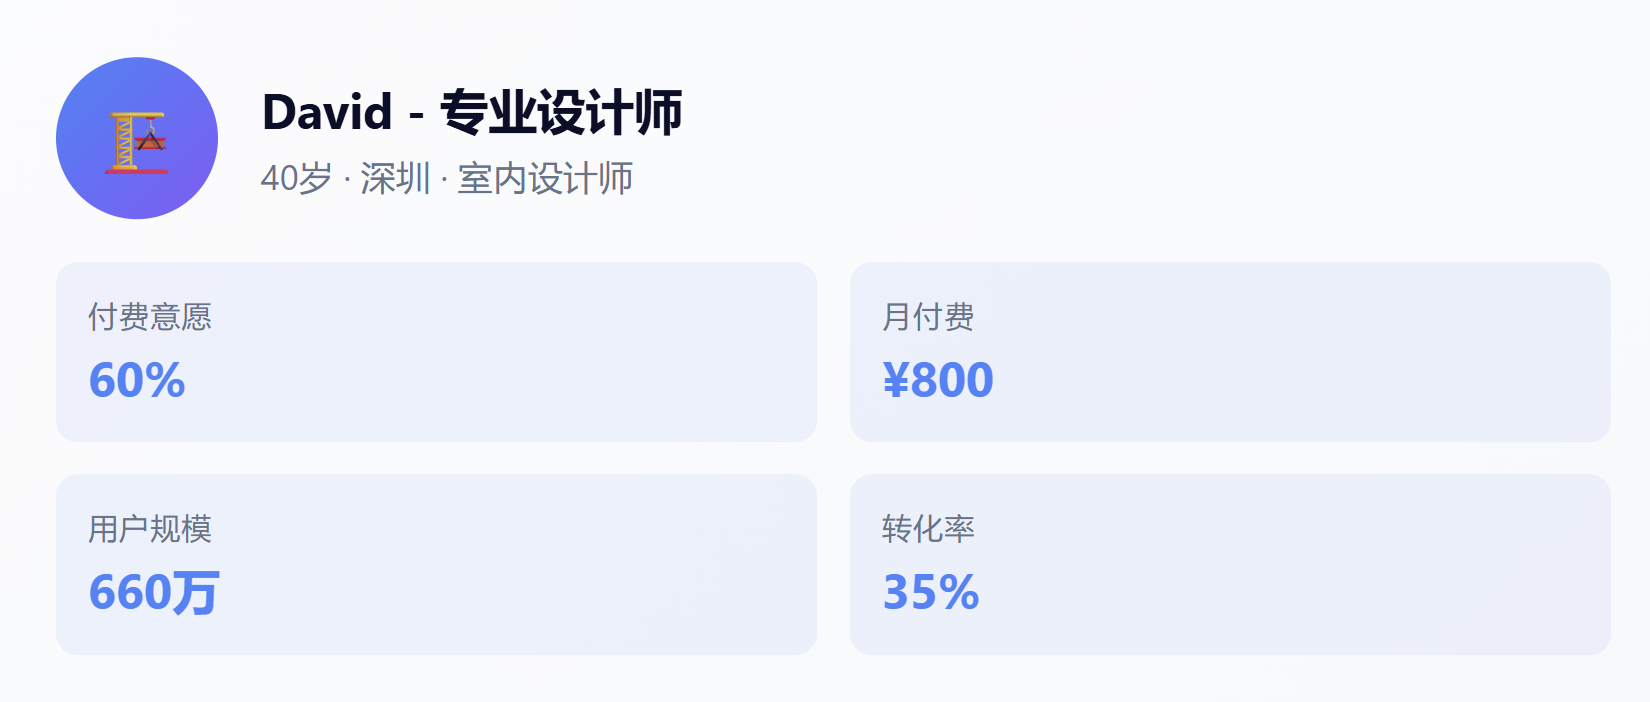 David - 专业设计师
40岁 · 深圳 · 室内设计师
付费意愿
60%
月付费
¥800
用户规模
660万
转化率
35%